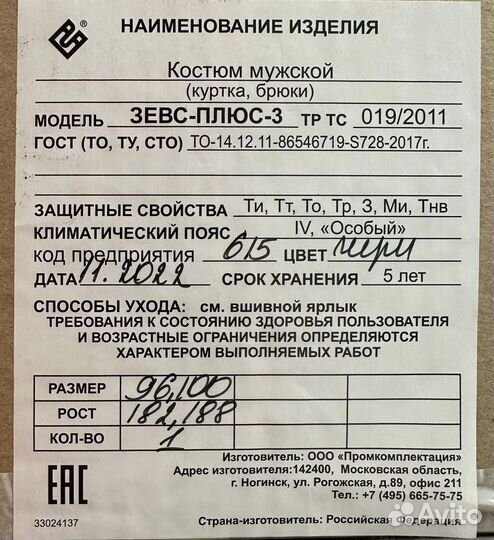 НАИМЕНОВАНИЕ ИЗДЕЛИЯ
Костюм мужской
(куртка, брюки)
МОДЕЛЬ ЗЕВС-ПЛЮС-3 ТР ТС 019/2011
ГОСТ (ТО, ТУ, СТО) ТО-14.12.11-86546719-S728-2017г.
ЗАЩИТНЫЕ СВОЙСТВА Ти, Тт, То, Тр, З, Ми, Тнв
КЛИМАТИЧЕСКИЙ ПОЯС IV, «Особый»
код предприятия 615 ЦВЕТ
ДАТА 11.2022 СРОК ХРАНЕНИЯ 5 лет
СПОСОБЫ УХОДА: см. вшивной ярлык
ТРЕБОВАНИЯ К СОСТОЯНИЮ ЗДОРОВЬЯ ПОЛЬЗОВАТЕЛЯ
И ВОЗРАСТНЫЕ ОГРАНИЧЕНИЯ ОПРЕДЕЛЯЮТСЯ
ХАРАКТЕРОМ ВЫПОЛНЯЕМЫХ РАБОТ
РАЗМЕР 96,100
РОСТ 182,188
КОЛ-ВО 1
Изготовитель: ООО «Промкомплектация»
Адрес изготовителя:142400, Московская область,
г. Ногинск, ул. Рогожская, д.89, офис 211
Тел.: +7 (495) 665-75-75
ЕАС
33024137
Страна-изготовитель: Российская Федерация
Avito